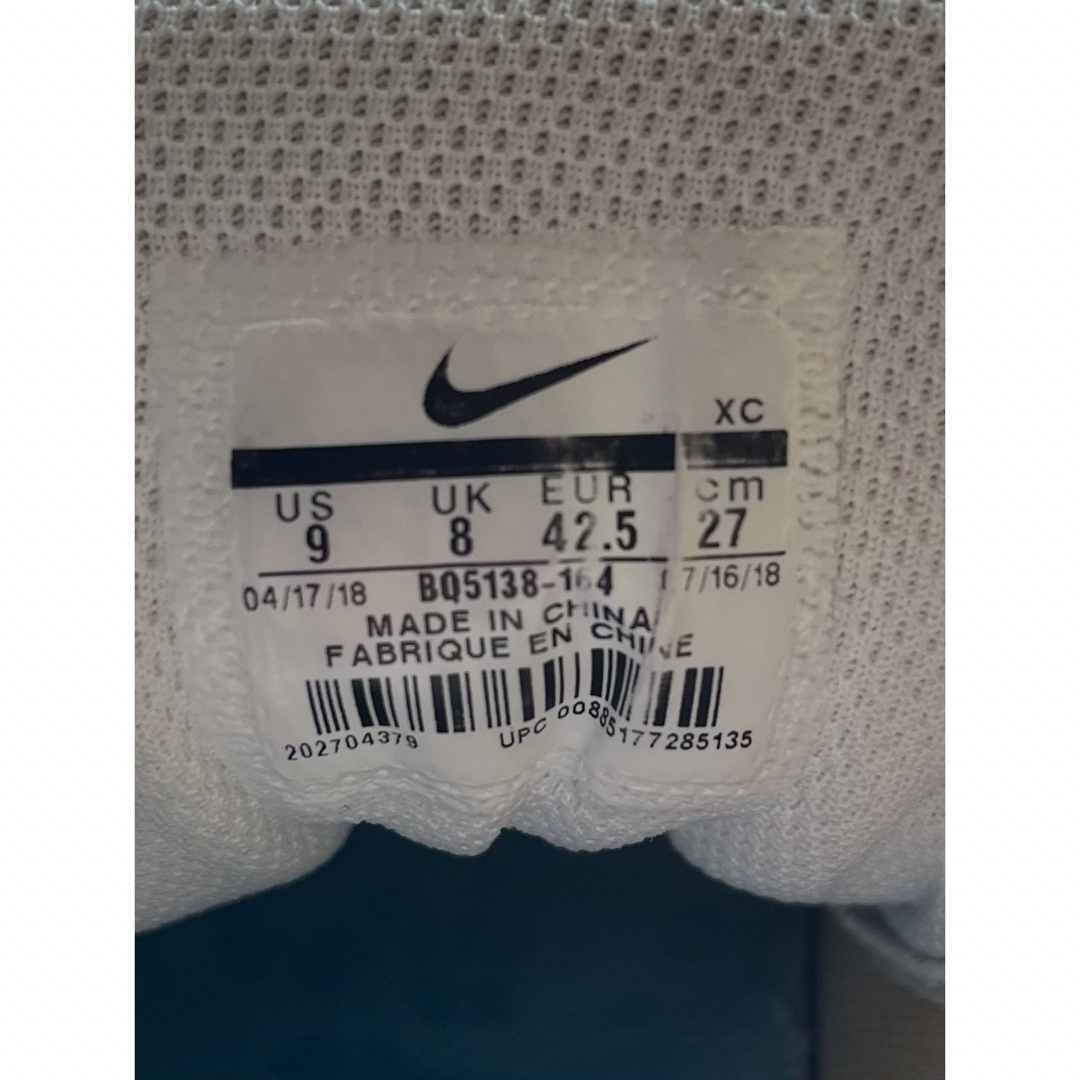 XC
US UK EUR cm
9 8 42.5 27
04/17/18 BQ5138-164 7/16/18
MADE IN CHINA
FABRIQUE EN CHINE
202704379 UPC 00885177285135